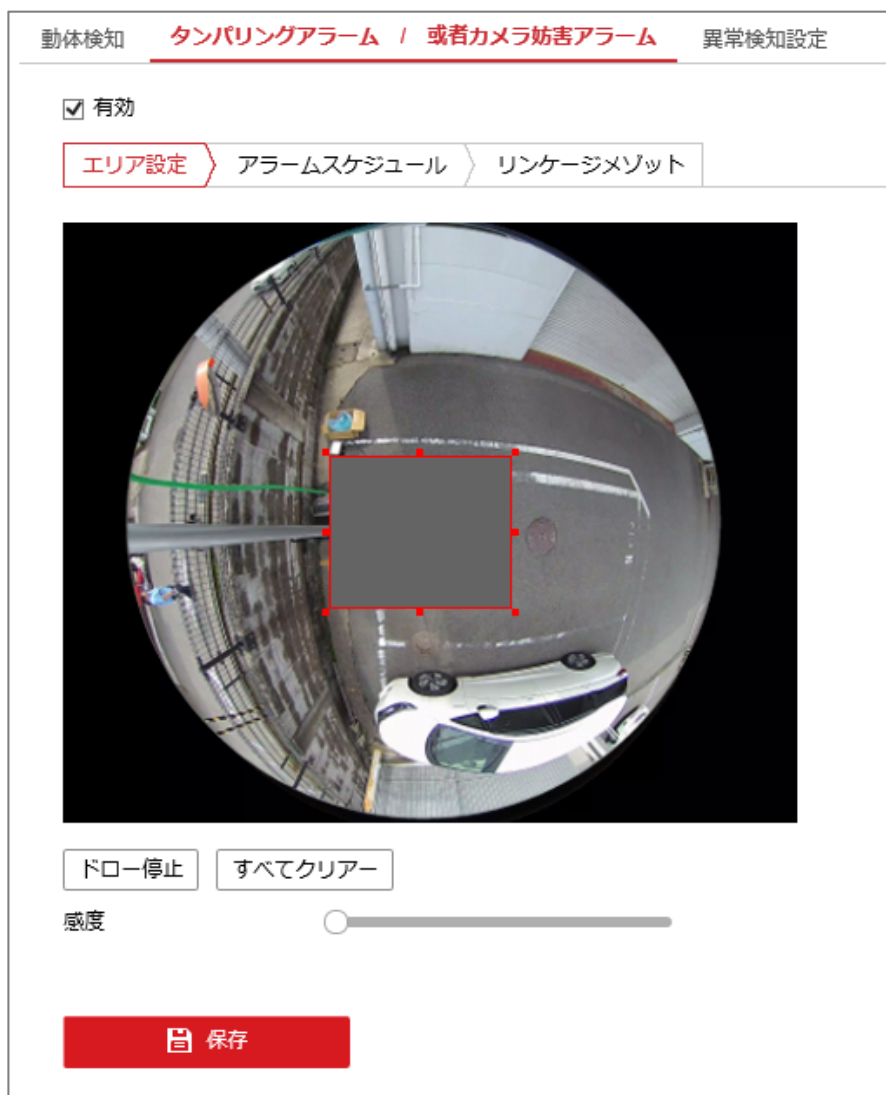 動体検知 タンパリングアラーム / 或者カメラ妨害アラーム 異常検知設定
有効
エリア設定 アラームスケジュール リンケージメゾット
ドロー停止 すべてクリアー
感度
保存